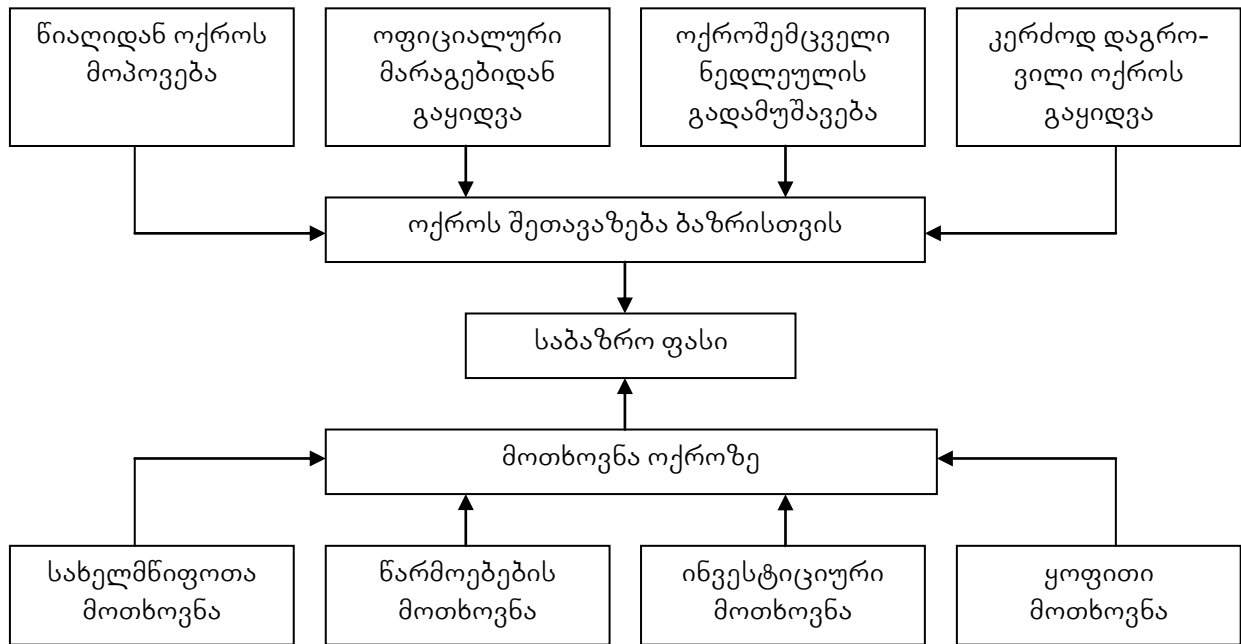 წიაღიდან ოქროს
მოპოვება
ოფიციალური
მარაგებიდან
გაყიდვა
ოქროშემცველი
ნედლეულის
გადამუშავება
კერძოდ დაგრო-
ვილი ოქროს
გაყიდვა
ოქროს შეთავაზება ბაზრისთვის
საბაზრო ფასი
მოთხოვნა ოქროზე
სახელმწიფოთა
მოთხოვნა
წარმოებების
მოთხოვნა
ინვესტიციური
მოთხოვნა
ყოფითი
მოთხოვნა